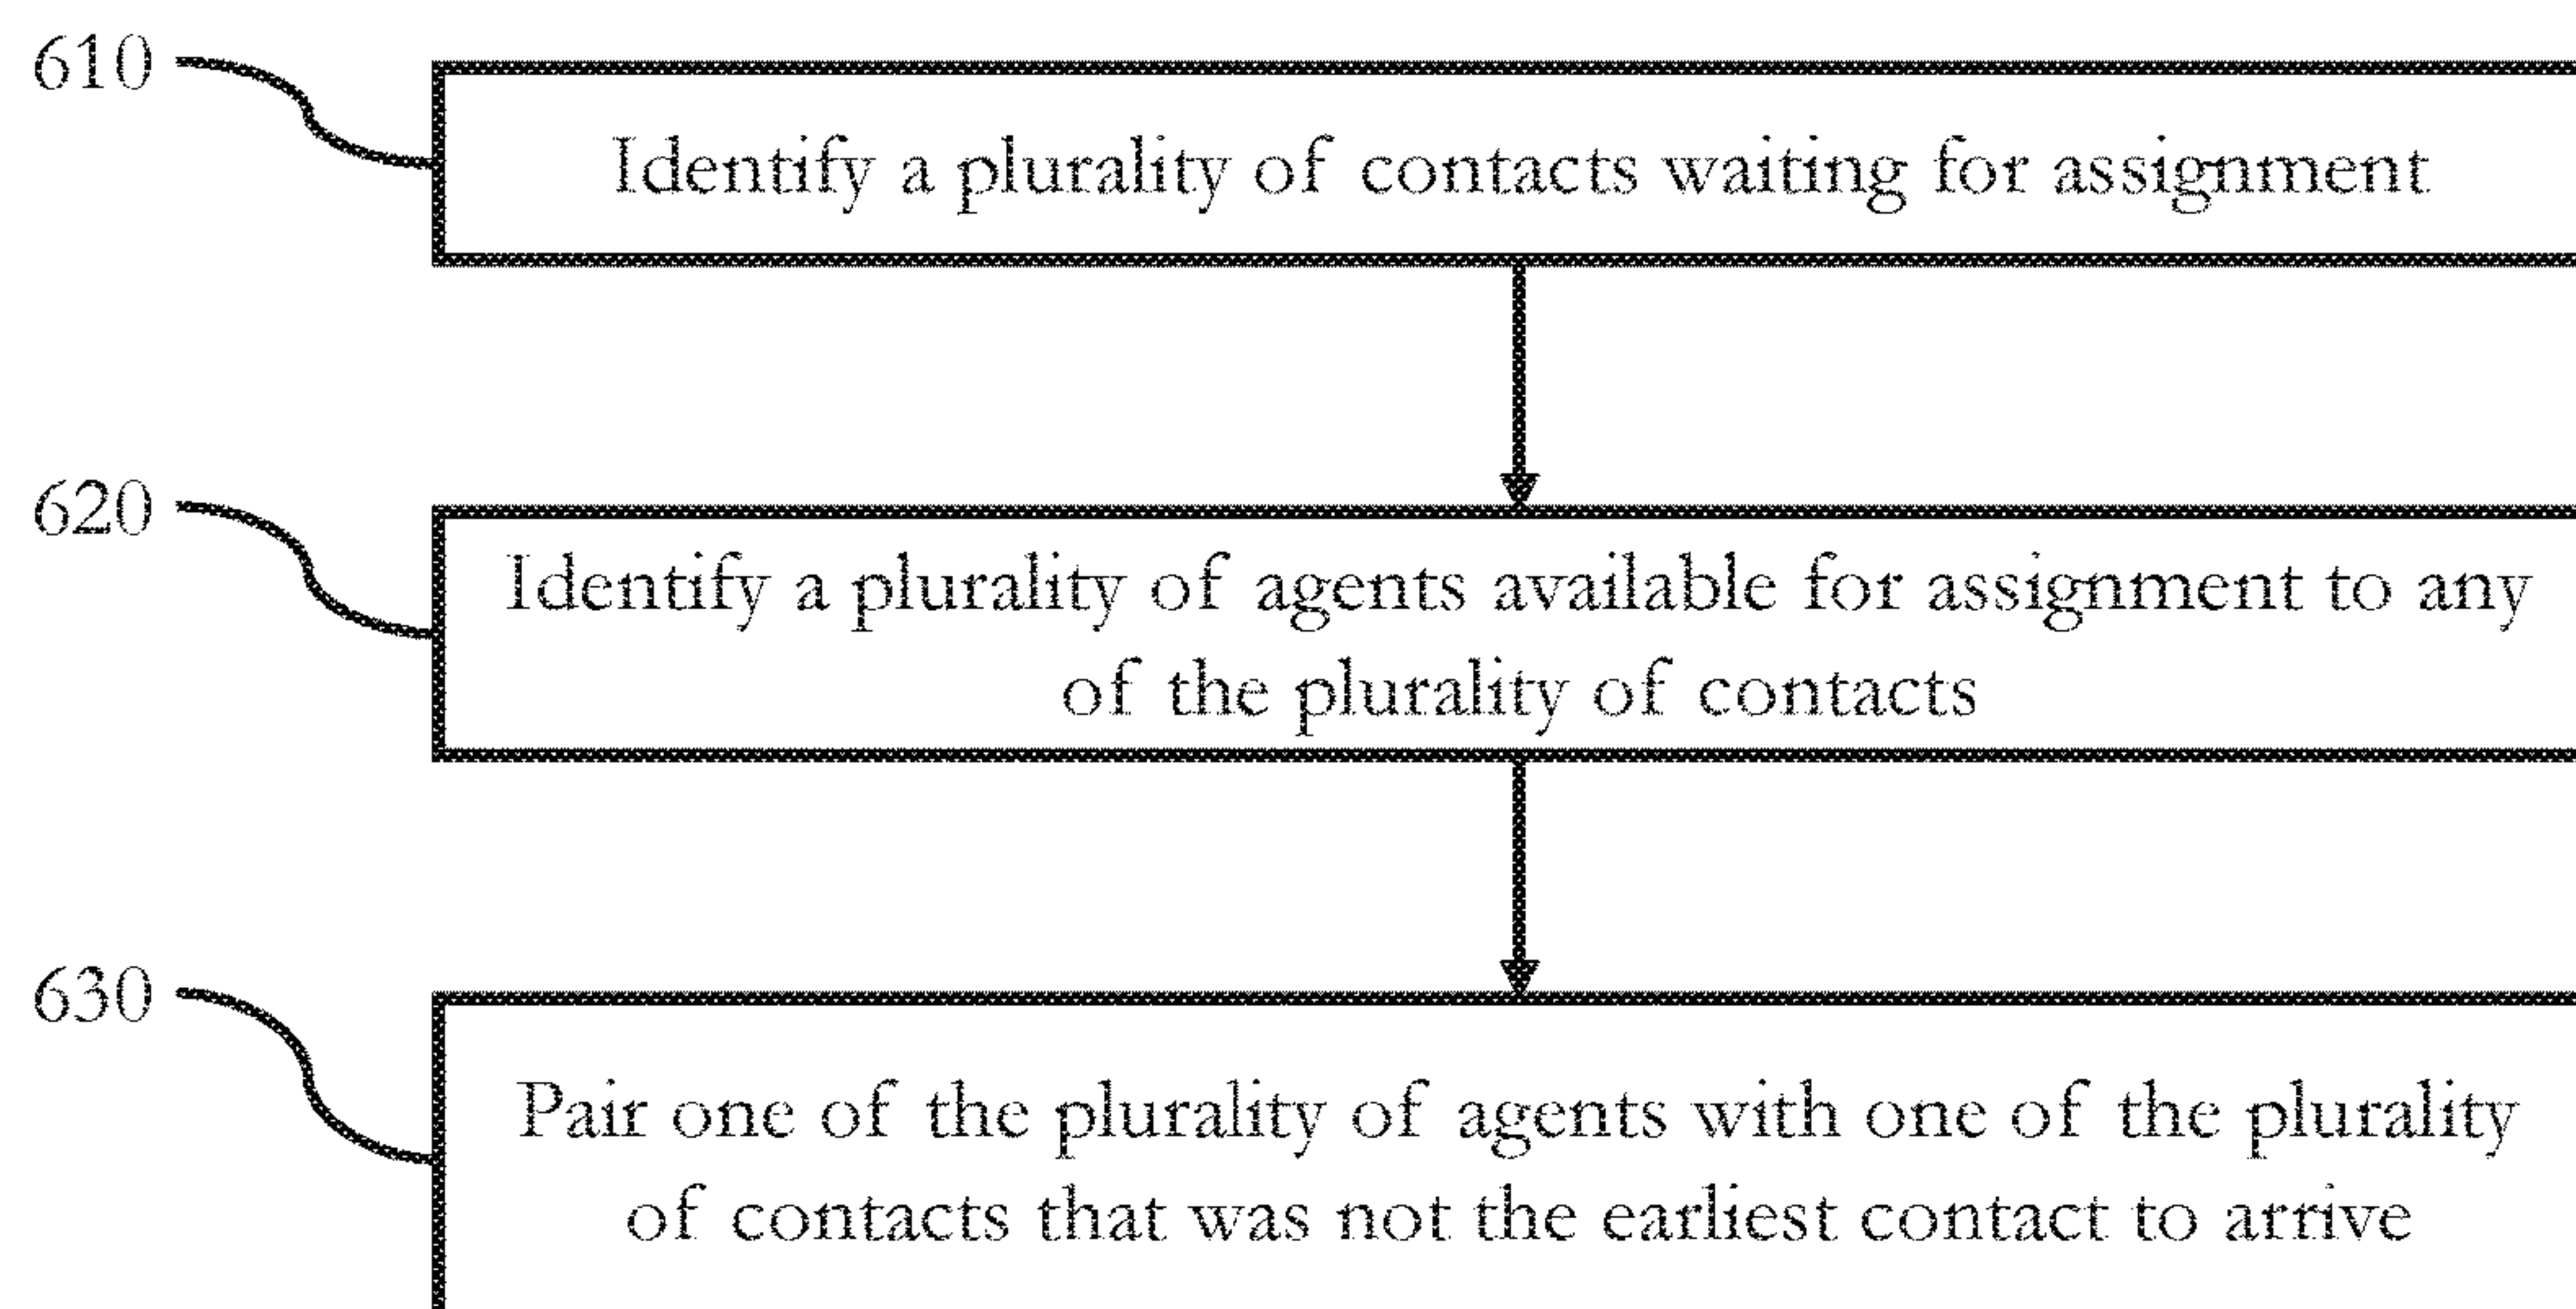 610
Identify a plurality of contacts waiting for assignment
620
Identify a plurality of agents available for assignment to any
of the plurality of contacts
630
Pair one of the plurality of agents with one of the plurality
of contacts that was not the earliest contact to arrive